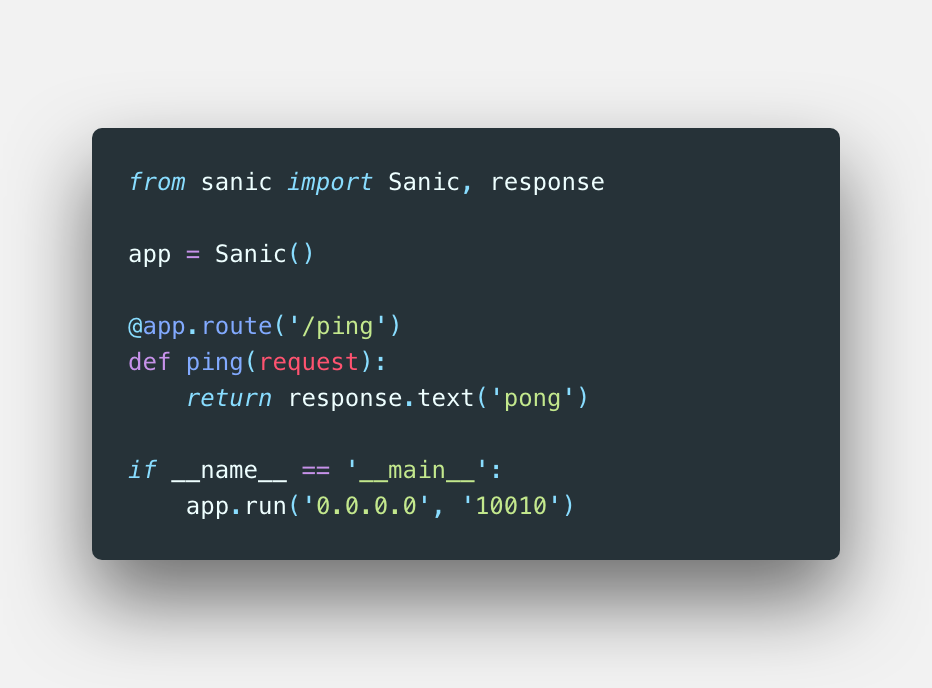 from sanic import Sanic, response
app = Sanic()
@app.route('/ping')
def ping(request):
    return response.text('pong')
if __name__ == '__main__':
    app.run('0.0.0.0', '10010')